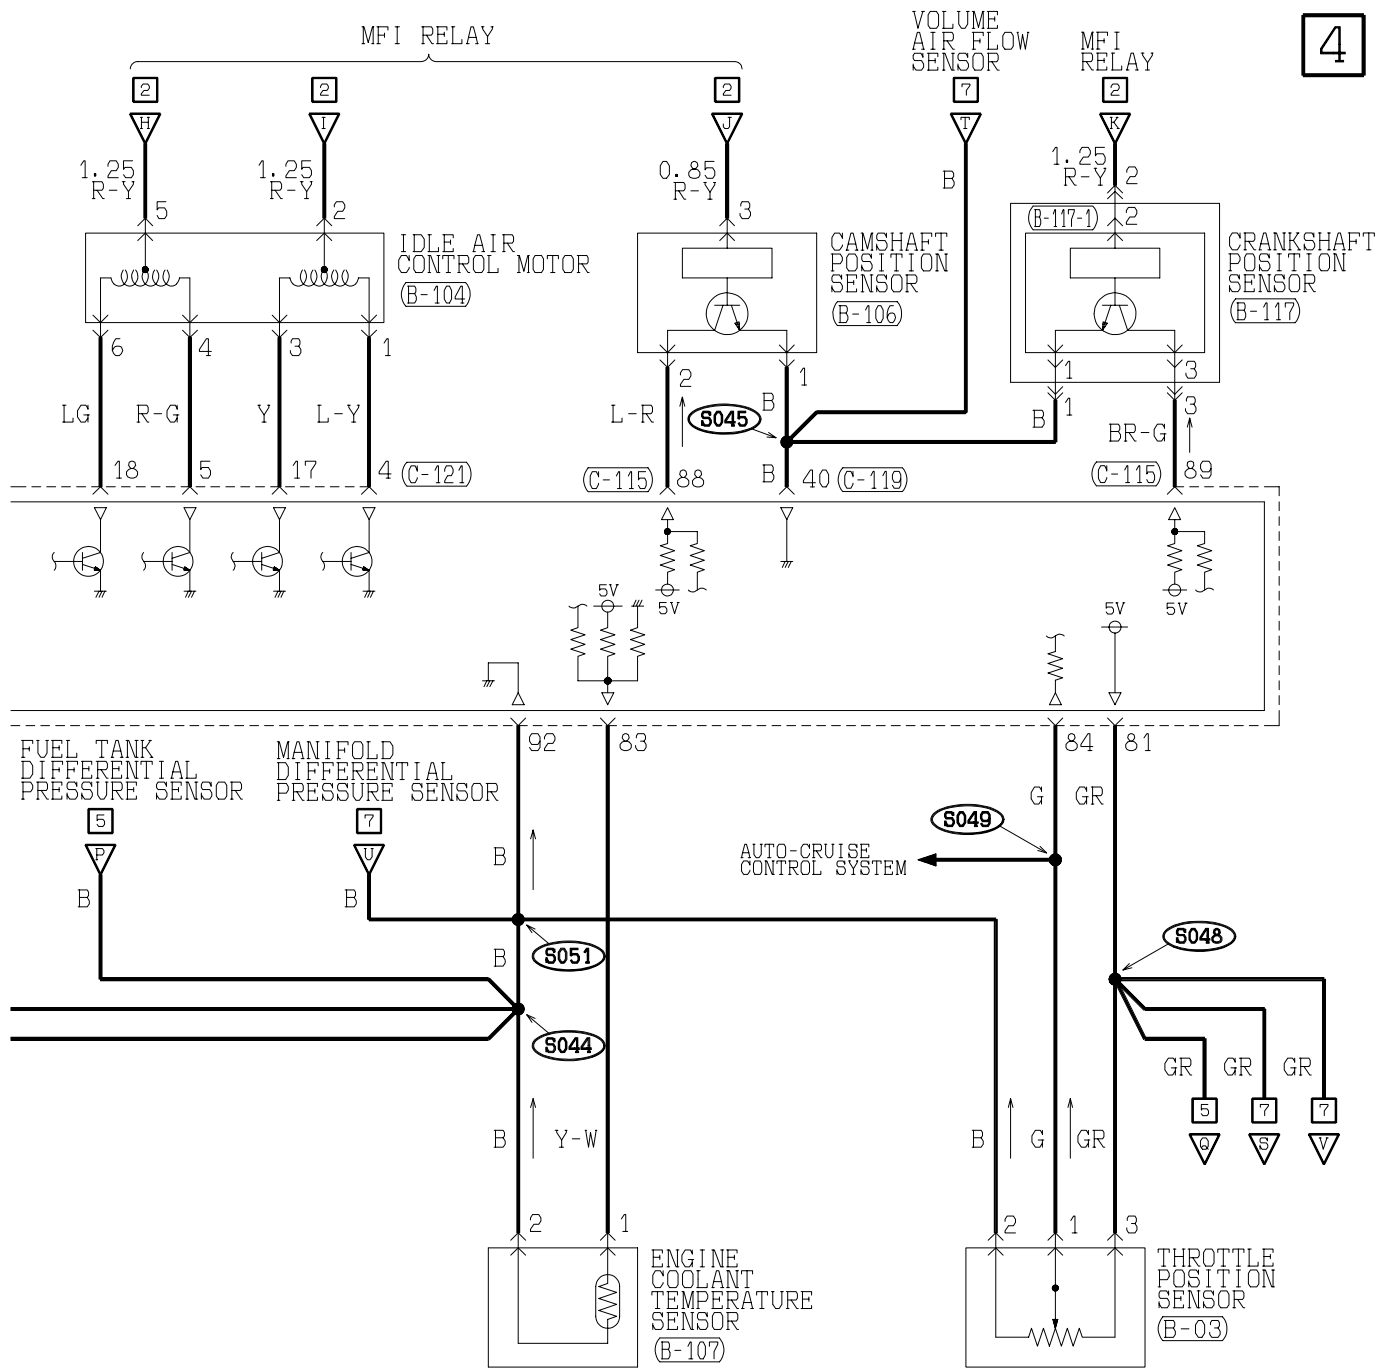 MFI RELAY
VOLUME
AIR FLOW
SENSOR
MFI
RELAY
4
2
2
2
7
2
H
I
J
T
K
1.25
R-Y
1.25
R-Y
0.85
R-Y
B
1.25
R-Y
2
5
2
3
(B-117-1)
2
IDLE AIR
CONTROL MOTOR
(B-104)
CAMSHAFT
POSITION
SENSOR
(B-106)
CRANKSHAFT
POSITION
SENSOR
(B-117)
6
4
3
1
2
1
1
3
1
3
LG
R-G
Y
L-Y
L-R
B
S045
B
BR-G
18
5
17
4
(C-121)
(C-115)
88
B
40
(C-119)
(C-115)
89
5V
5V
5V
5V
92
83
84
81
FUEL TANK
DIFFERENTIAL
PRESSURE SENSOR
MANIFOLD
DIFFERENTIAL
PRESSURE SENSOR
5
7
P
U
B
B
B
G
GR
S049
AUTO-CRUISE
CONTROL SYSTEM
S048
B
S051
S044
GR
GR
GR
5
7
7
Q
S
V
B
Y-W
B
G
GR
2
1
2
1
3
ENGINE
COOLANT
TEMPERATURE
SENSOR
(B-107)
THROTTLE
POSITION
SENSOR
(B-03)